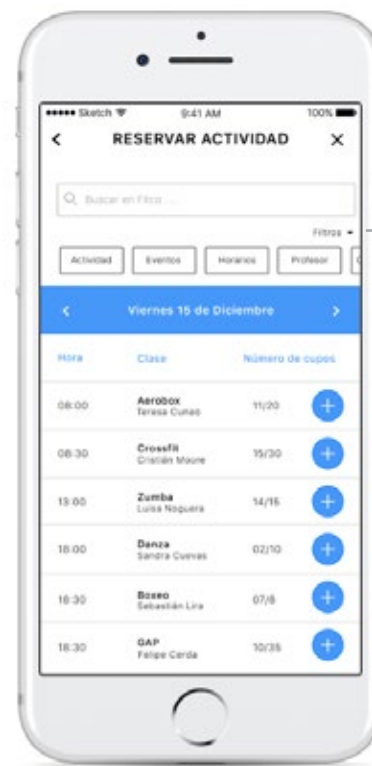 Sketch 9:41 AM 100%
RESERVAR ACTIVIDAD
Buscar en Fitco ...
Filtros
Actividad Eventos Horarios Profesor
Viernes 15 de Diciembre
Hora Clase Número de cupos
08:00 Aerobox 11/20
Teresa Cuneo
08:30 Crossfit 15/30
Cristián Moore
13:00 Zumba 14/15
Luisa Noguera
18:00 Danza 02/10
Sandra Cuevas
18:30 Boxeo 07/8
Sebastián Lira
18:30 GAP 10/35
Felipe Cerda